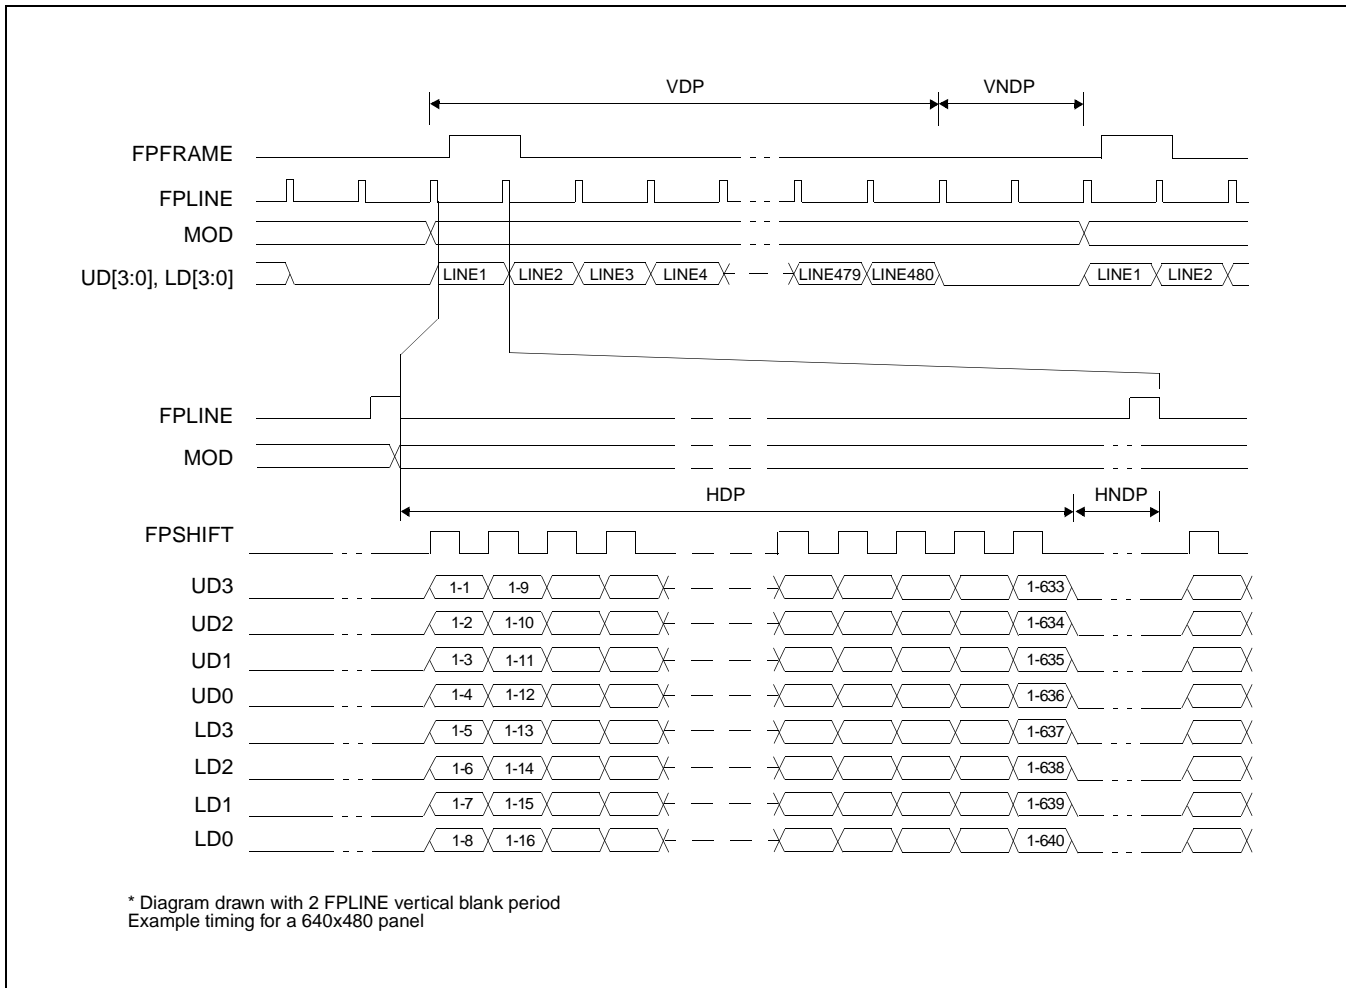 VDP VNDP
FPFRAME
FPLINE
MOD
UD[3:0], LD[3:0] LINE1 LINE2 LINE3 LINE4 LINE479 LINE480 LINE1 LINE2
FPLINE
MOD
HDP HNDP
FPSHIFT
UD3 1-1 1-9 1-633
UD2 1-2 1-10 1-634
UD1 1-3 1-11 1-635
UD0 1-4 1-12 1-636
LD3 1-5 1-13 1-637
LD2 1-6 1-14 1-638
LD1 1-7 1-15 1-639
LD0 1-8 1-16 1-640
* Diagram drawn with 2 FPLINE vertical blank period
Example timing for a 640x480 panel